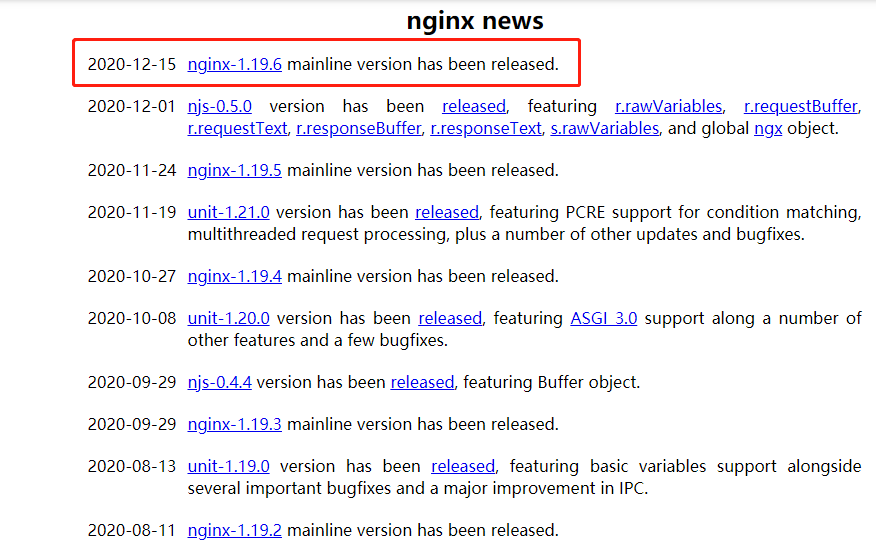 nginx news
2020-12-15 nginx-1.19.6 mainline version has been released.
2020-12-01 njs-0.5.0 version has been released, featuring r.rawVariables, r.requestBuffer,
r.requestText, r.responseBuffer, r.responseText, s.rawVariables, and global ngx object.
2020-11-24 nginx-1.19.5 mainline version has been released.
2020-11-19 unit-1.21.0 version has been released, featuring PCRE support for condition matching,
multithreaded request processing, plus a number of other updates and bugfixes.
2020-10-27 nginx-1.19.4 mainline version has been released.
2020-10-08 unit-1.20.0 version has been released, featuring ASGI 3.0 support along a number of
other features and a few bugfixes.
2020-09-29 njs-0.4.4 version has been released, featuring Buffer object.
2020-09-29 nginx-1.19.3 mainline version has been released.
2020-08-13 unit-1.19.0 version has been released, featuring basic variables support alongside
several important bugfixes and a major improvement in IPC.
2020-08-11 nginx-1.19.2 mainline version has been released.